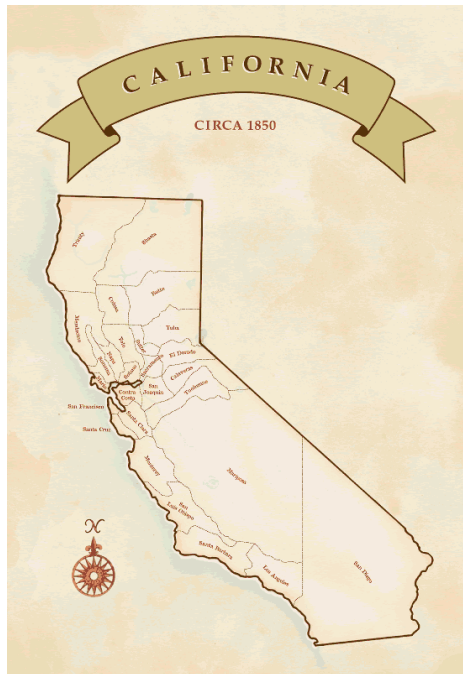 CALIFORNIA
CIRCA 1850
Trinity
Shasta
Colusa
Butte
Mendocino
Yuba
Yolo
Sutter
Napa
Sonoma
Solano
Sacramento
El Dorado
Calaveras
Marin
San
Joaquin
Contra
Costa
Tuolumne
San Francisco
Santa Clara
Santa Cruz
Monterey
Mariposa
San
Luis Obispo
N
Santa Barbara
Los Angeles
San Diego